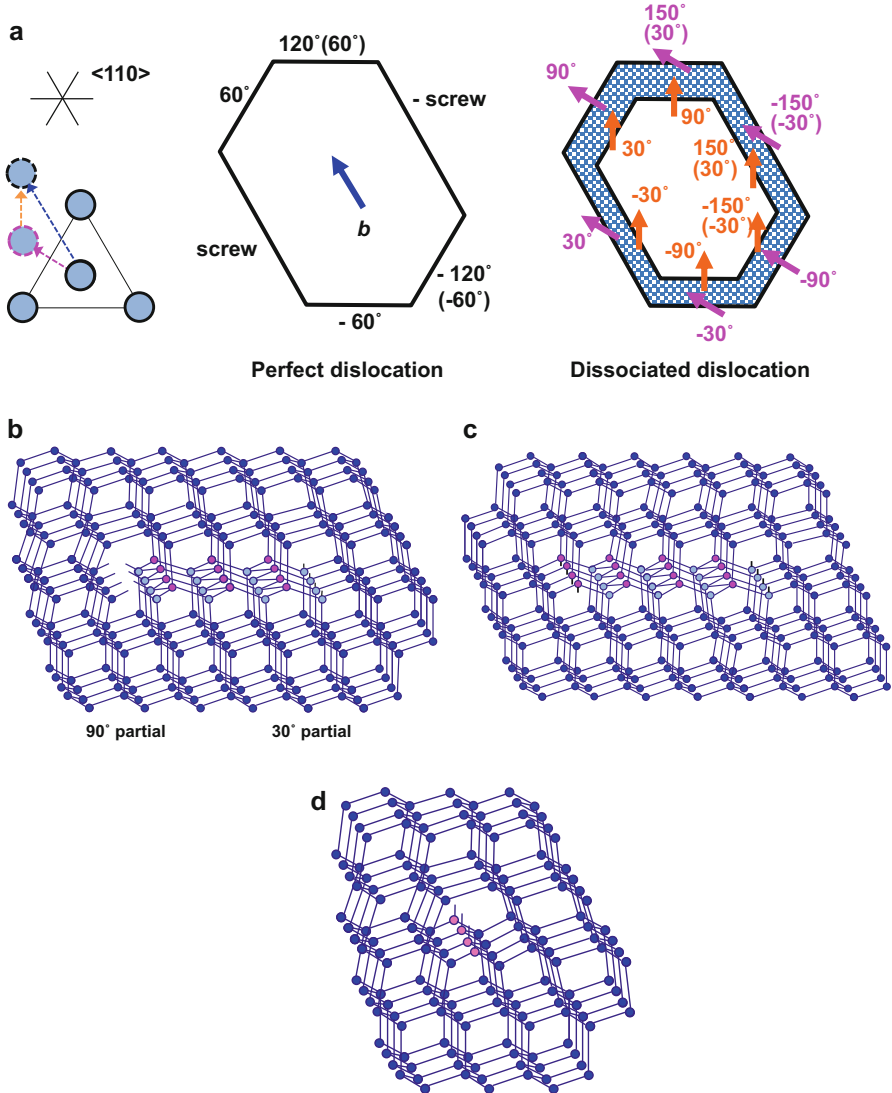 a
<110>
120˚(60˚)
60˚
- screw
b
screw
- 120˚
(-60˚)
- 60˚
Perfect dislocation
150˚
(30˚)
90˚
-150˚
(-30˚)
90˚
30˚
150˚
(30˚)
-30˚
-150˚
(-30˚)
30˚
-90˚
-90˚
-30˚
Dissociated dislocation
b
c
90˚ partial
30˚ partial
d